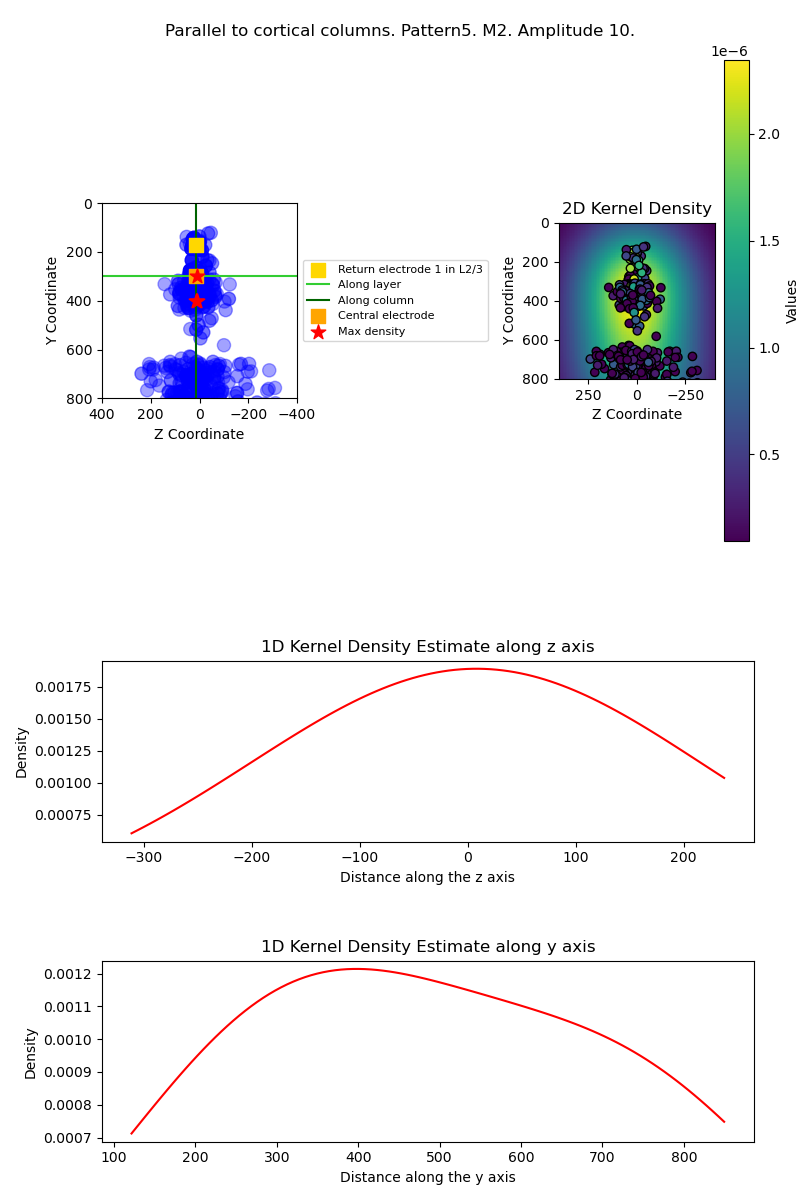 Parallel to cortical columns. Pattern5. M2. Amplitude 10.
1e−6
0
200
400
600
800
Y Coordinate
400 200 0 −200 −400
Z Coordinate
Return electrode 1 in L2/3
Along layer
Along column
Central electrode
Max density
2D Kernel Density
0
200
400
600
800
Y Coordinate
250 0 −250
Z Coordinate
2.0
1.5
1.0
0.5
Values
1D Kernel Density Estimate along z axis
0.00175
0.00150
0.00125
0.00100
0.00075
Density
−300 −200 −100 0 100 200
Distance along the z axis
1D Kernel Density Estimate along y axis
0.0012
0.0011
0.0010
0.0009
0.0008
0.0007
Density
100 200 300 400 500 600 700 800
Distance along the y axis